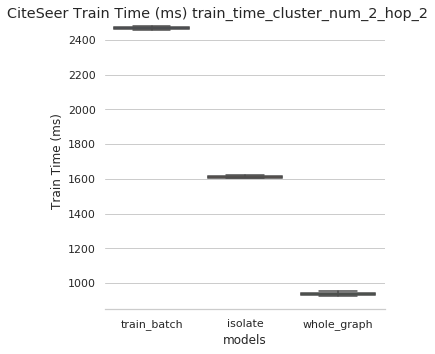 CiteSeer Train Time (ms) train_time_cluster_num_2_hop_2
2400
2200
2000
1800
1600
1400
1200
1000
Train Time (ms)
train_batch isolate whole_graph
models